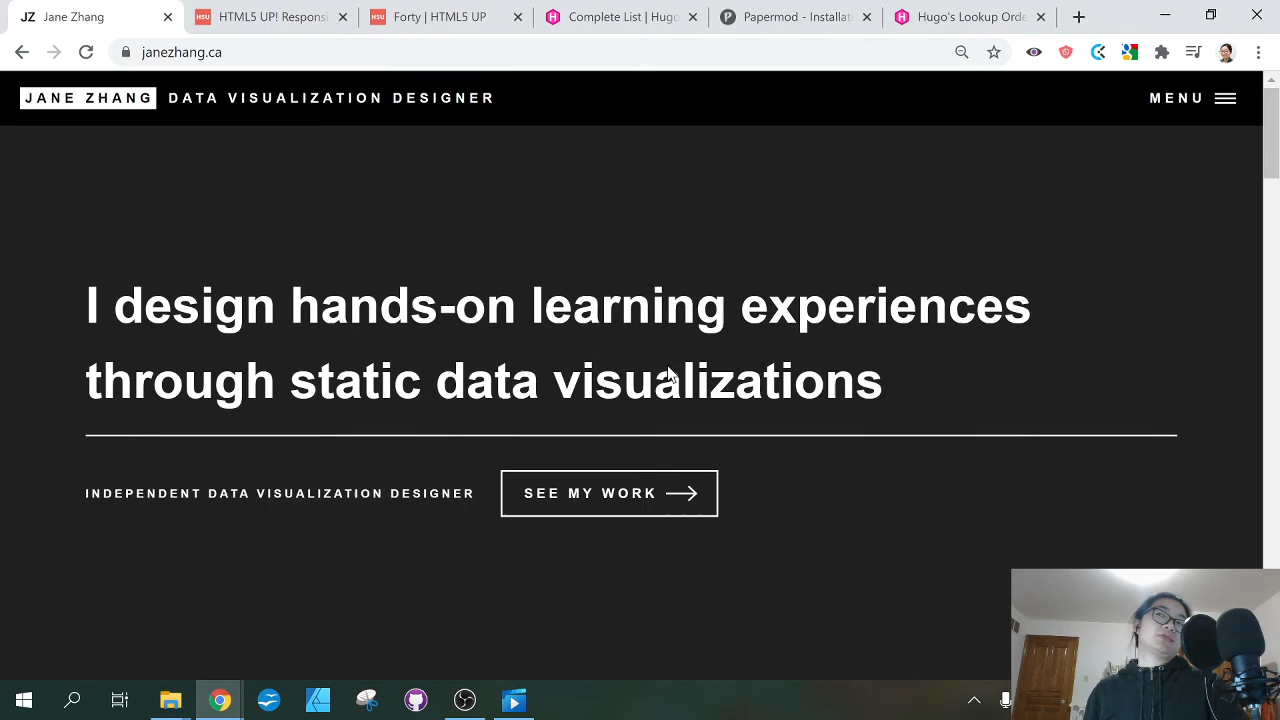 JZ Jane Zhang
HTML5 UP! Responsi
Forty | HTML5 UP
Complete List | Hugo
Papermod - Installati
Hugo's Lookup Orde
janezhang.ca
JANE ZHANG DATA VISUALIZATION DESIGNER
MENU
I design hands-on learning experiences
through static data visualizations
INDEPENDENT DATA VISUALIZATION DESIGNER
SEE MY WORK